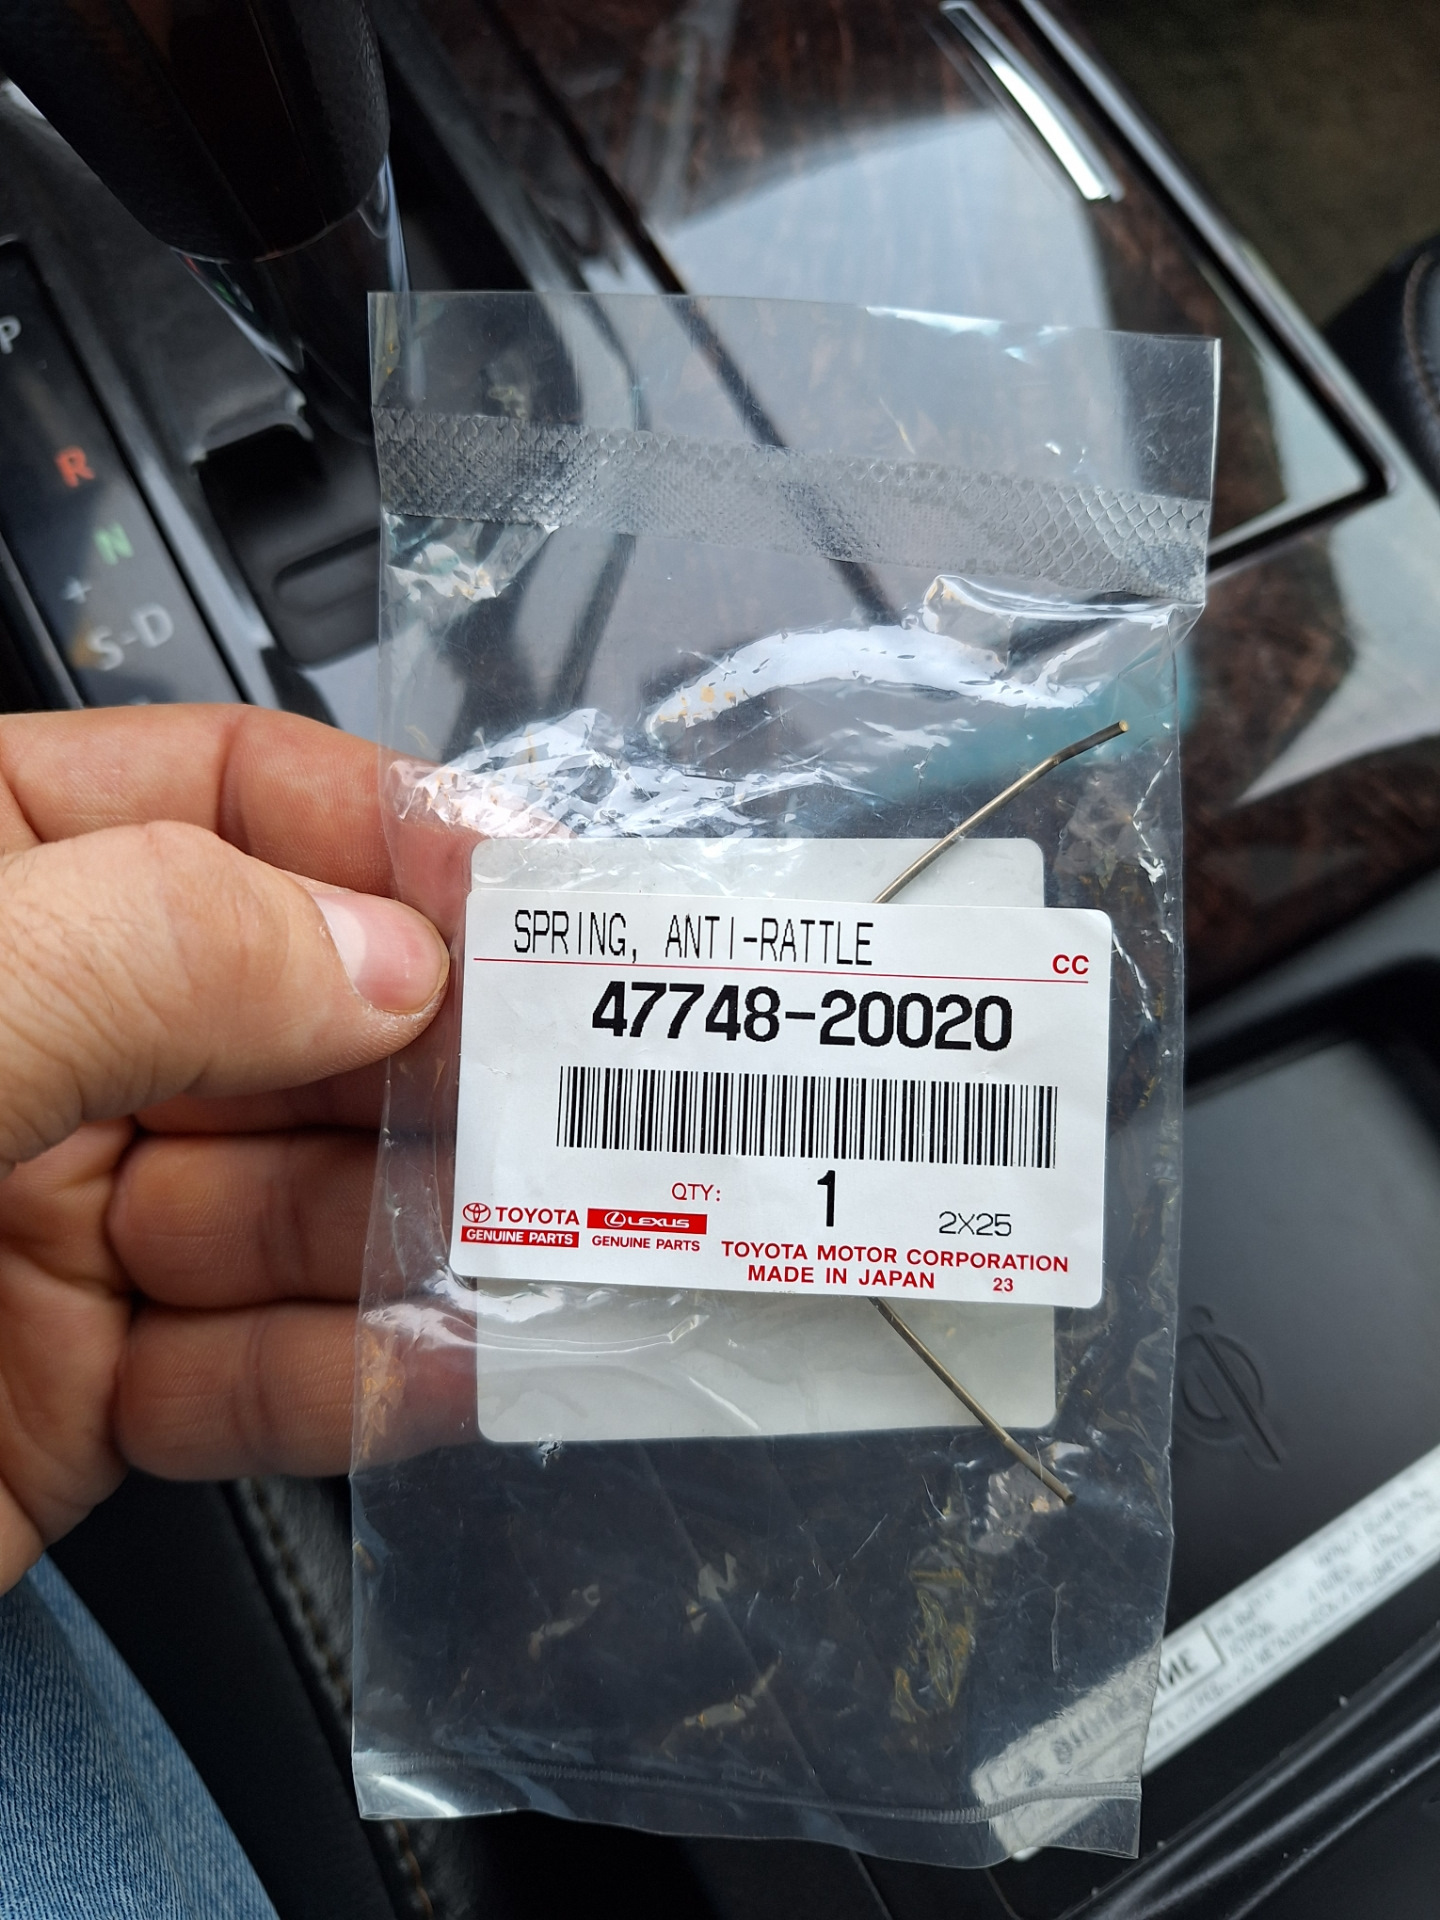 P
R
N
+
S-D
SPRING, ANTI-RATTLE
CC
47748-20020
QTY: 1
2X25
TOYOTA
GENUINE PARTS
LEXUS
GENUINE PARTS
TOYOTA MOTOR CORPORATION
MADE IN JAPAN
23